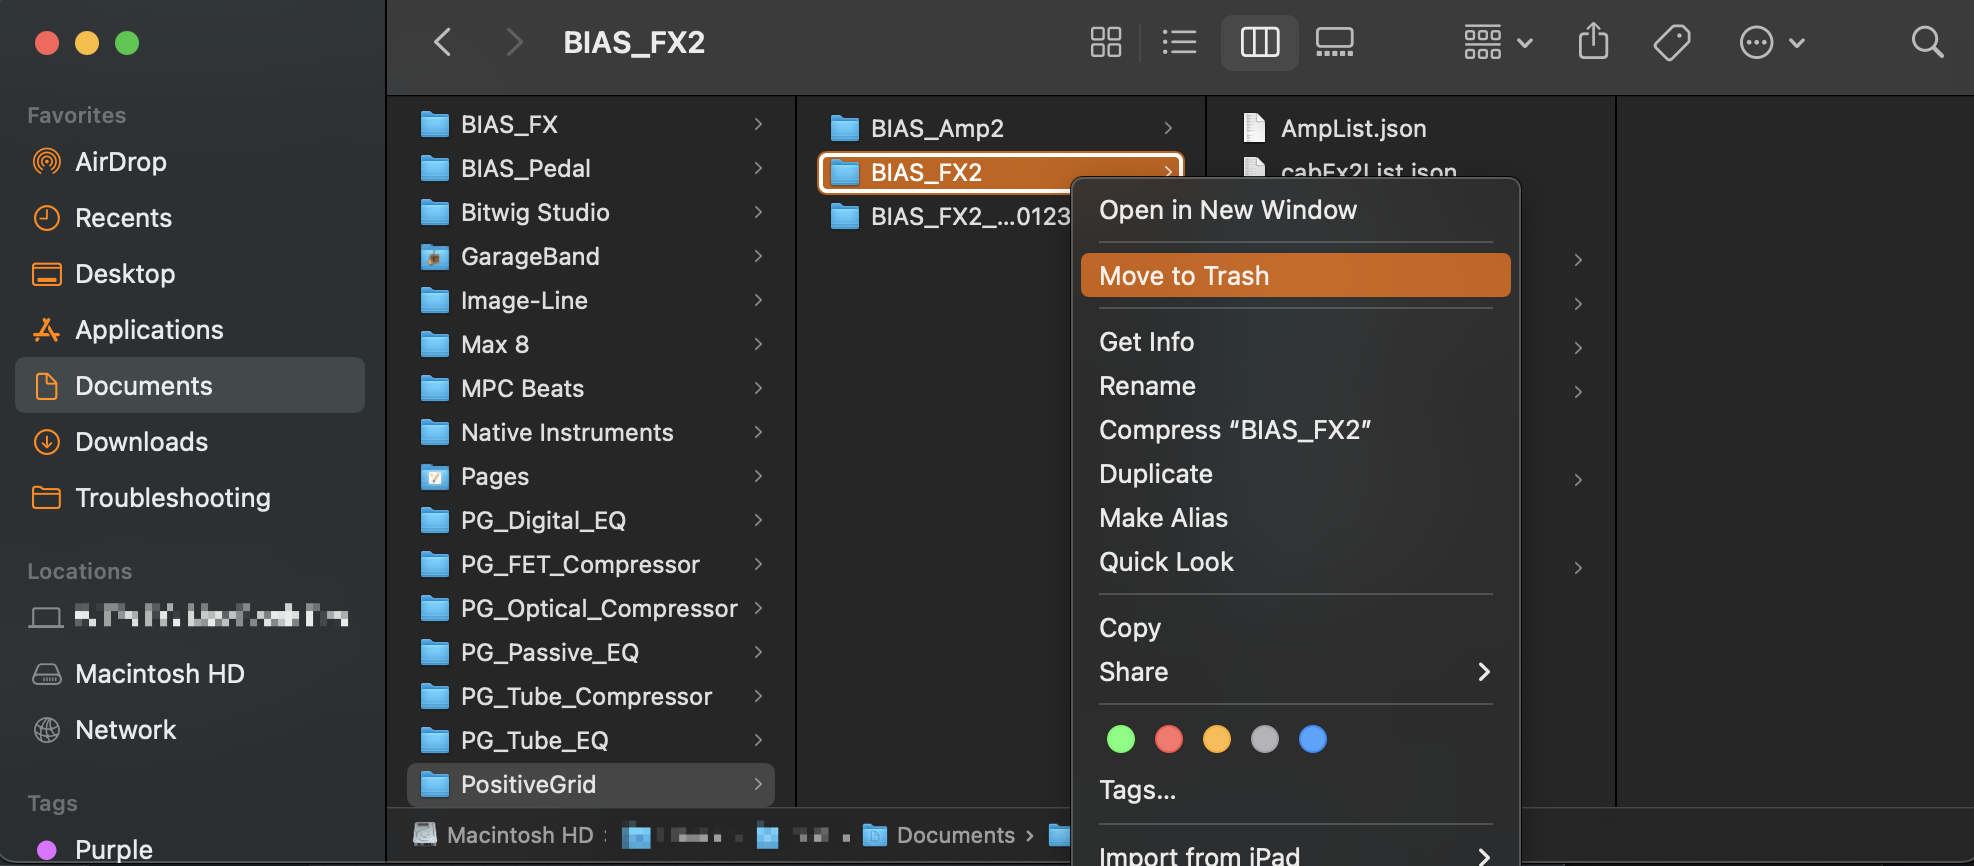 BIAS_FX2
Favorites
AirDrop
Recents
Desktop
Applications
Documents
Downloads
Troubleshooting
Locations
Macintosh HD
Network
Tags
Purple
BIAS_FX
BIAS_Pedal
Bitwig Studio
GarageBand
Image-Line
Max 8
MPC Beats
Native Instruments
Pages
PG_Digital_EQ
PG_FET_Compressor
PG_Optical_Compressor
PG_Passive_EQ
PG_Tube_Compressor
PG_Tube_EQ
PositiveGrid
BIAS_Amp2
BIAS_FX2
BIAS_FX2_...0123
AmpList.json
cabFx2List.json
Open in New Window
Move to Trash
Get Info
Rename
Compress “BIAS_FX2”
Duplicate
Make Alias
Quick Look
Copy
Share
Tags...
Import from iPad
Macintosh HD
Documents ›